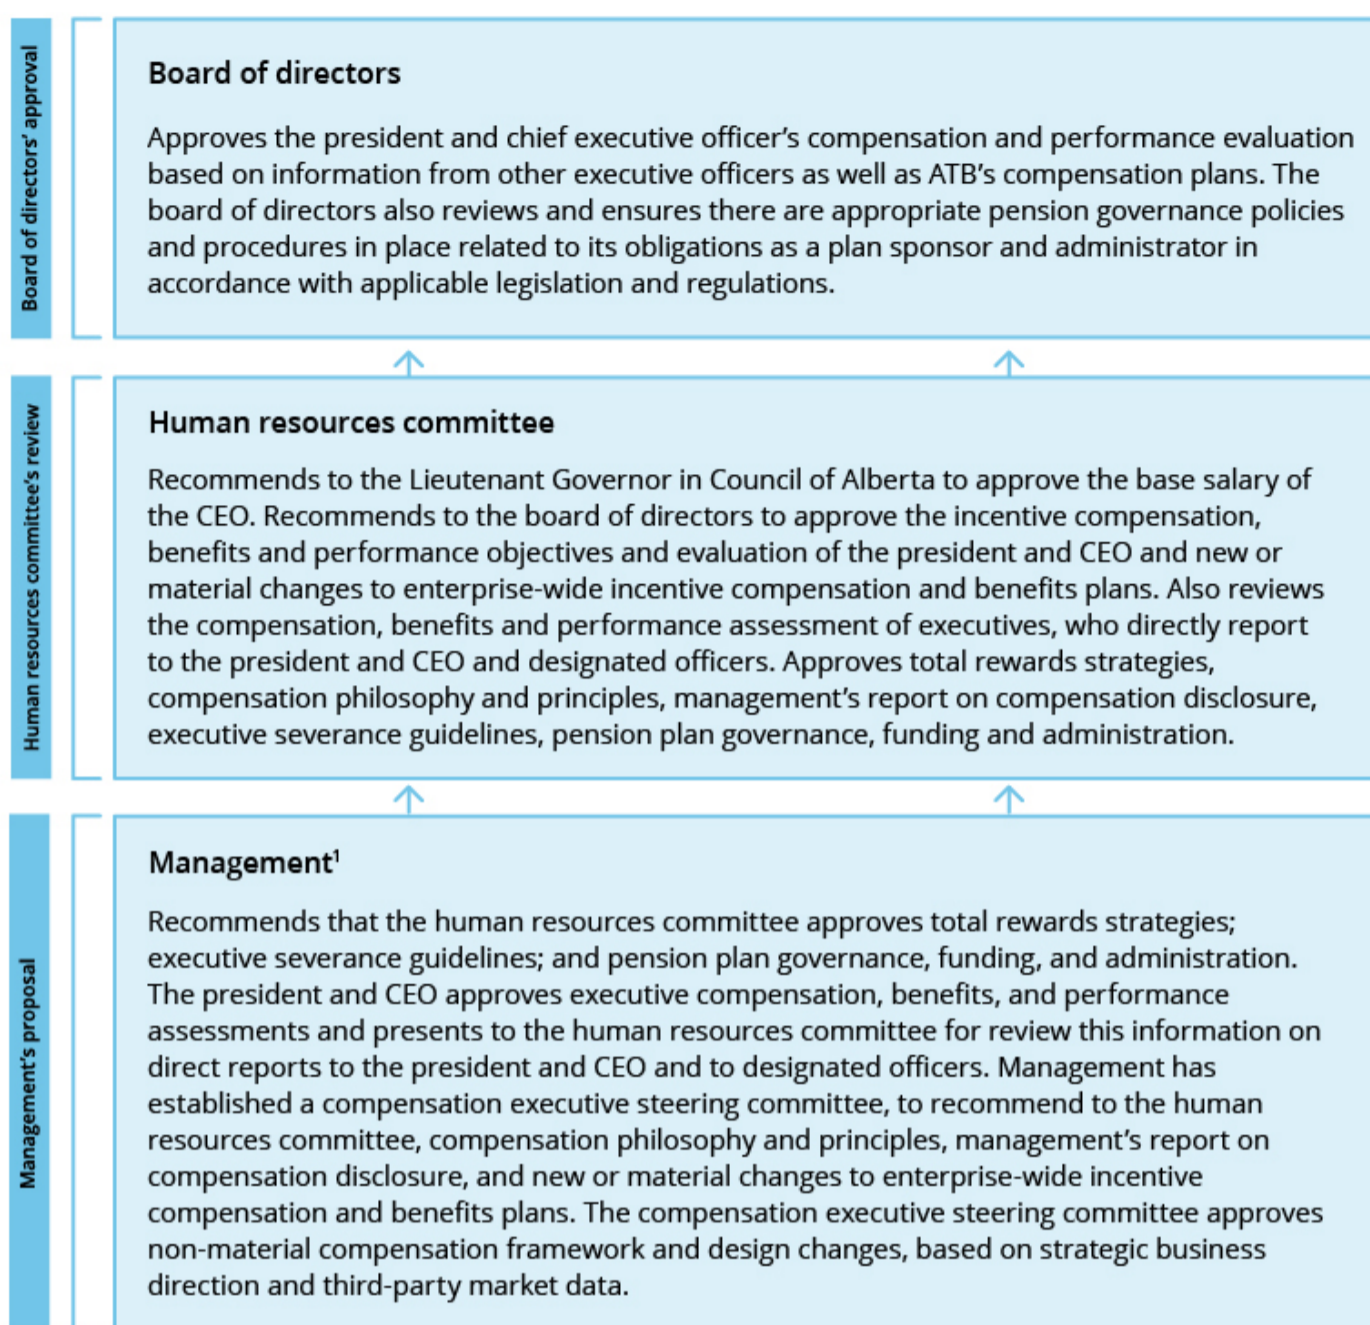 Board of directors' approval
Board of directors
Approves the president and chief executive officer's compensation and performance evaluation
based on information from other executive officers as well as ATB's compensation plans. The
board of directors also reviews and ensures there are appropriate pension governance policies
and procedures in place related to its obligations as a plan sponsor and administrator in
accordance with applicable legislation and regulations.
Human resources committee's review
Human resources committee
Recommends to the Lieutenant Governor in Council of Alberta to approve the base salary of
the CEO. Recommends to the board of directors to approve the incentive compensation,
benefits and performance objectives and evaluation of the president and CEO and new or
material changes to enterprise-wide incentive compensation and benefits plans. Also reviews
the compensation, benefits and performance assessment of executives, who directly report
to the president and CEO and designated officers. Approves total rewards strategies,
compensation philosophy and principles, management's report on compensation disclosure,
executive severance guidelines, pension plan governance, funding and administration.
Management's proposal
Management¹
Recommends that the human resources committee approves total rewards strategies;
executive severance guidelines; and pension plan governance, funding, and administration.
The president and CEO approves executive compensation, benefits, and performance
assessments and presents to the human resources committee for review this information on
direct reports to the president and CEO and to designated officers. Management has
established a compensation executive steering committee, to recommend to the human
resources committee, compensation philosophy and principles, management's report on
compensation disclosure, and new or material changes to enterprise-wide incentive
compensation and benefits plans. The compensation executive steering committee approves
non-material compensation framework and design changes, based on strategic business
direction and third-party market data.